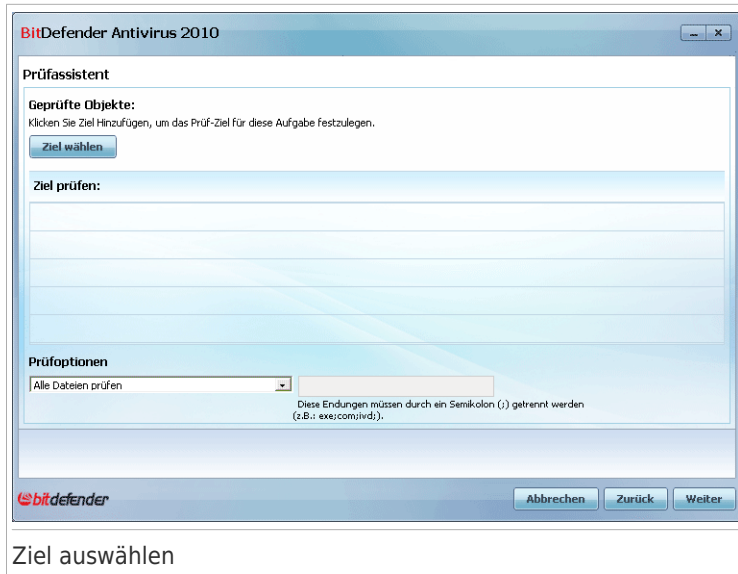 BitDefender Antivirus 2010
Prüfassistent
Geprüfte Objekte:
Klicken Sie Ziel Hinzufügen, um das Prüf-Ziel für diese Aufgabe festzulegen.
Ziel wählen
Ziel prüfen:
Prüfoptionen
Alle Dateien prüfen
Diese Endungen müssen durch ein Semikolon (;) getrennt werden
(z.B.: exe;com;ivd;).
bitdefender
Abbrechen Zurück Weiter
Ziel auswählen